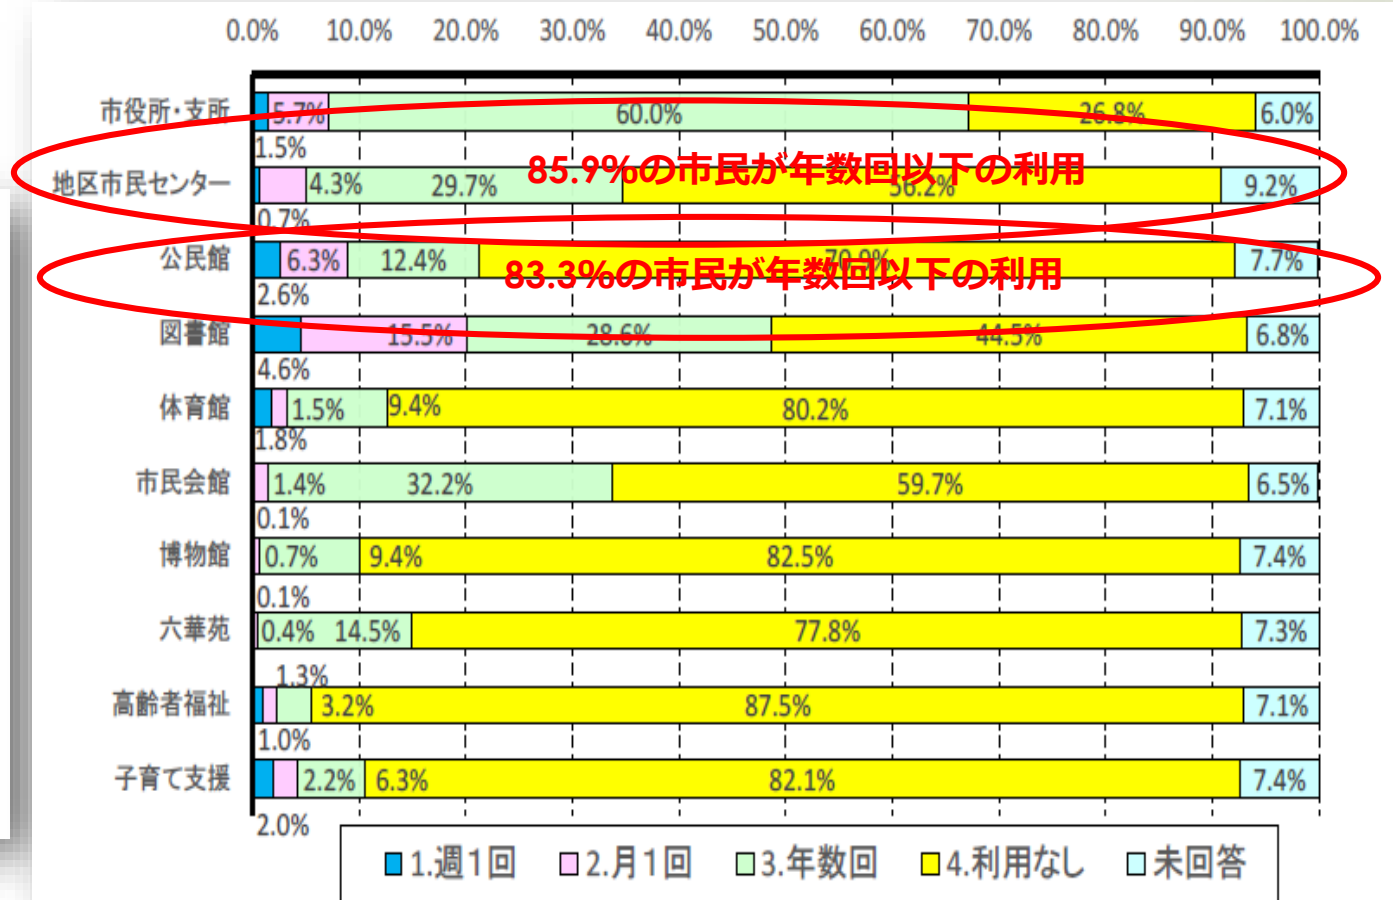 0.0% 10.0% 20.0% 30.0% 40.0% 50.0% 60.0% 70.0% 80.0% 90.0% 100.0%
市役所・支所 5.7% 60.0% 26.8% 6.0%
1.5%
85.9%の市民が年数回以下の利用
地区市民センター 4.3% 29.7% 56.2% 9.2%
0.7%
公民館 6.3% 12.4% 70.9% 7.7%
83.3%の市民が年数回以下の利用
2.6%
図書館 15.5% 28.6% 44.5% 6.8%
4.6%
体育館 1.5% 9.4% 80.2% 7.1%
1.8%
市民会館 1.4% 32.2% 59.7% 6.5%
0.1%
博物館 0.7% 9.4% 82.5% 7.4%
0.1%
六華苑 0.4% 14.5% 77.8% 7.3%
1.3%
高齢者福祉 3.2% 87.5% 7.1%
1.0%
子育て支援 2.2% 6.3% 82.1% 7.4%
2.0%
1.週1回 2.月1回 3.年数回 4.利用なし 未回答